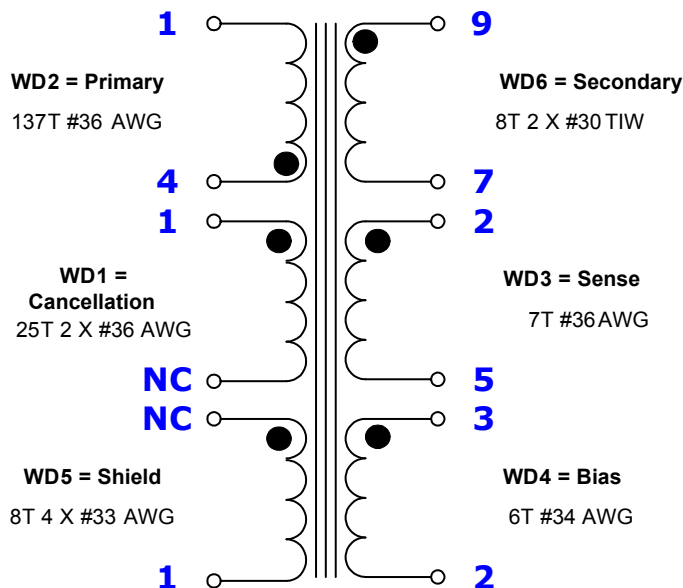 1
9
WD2 = Primary
WD6 = Secondary
137T #36 AWG
8T 2 X #30 TIW
4
7
1
2
WD1 =
Cancellation
25T 2 X #36 AWG
WD3 = Sense
7T #36 AWG
NC
5
NC
3
WD5 = Shield
WD4 = Bias
8T 4 X #33 AWG
6T #34 AWG
1
2